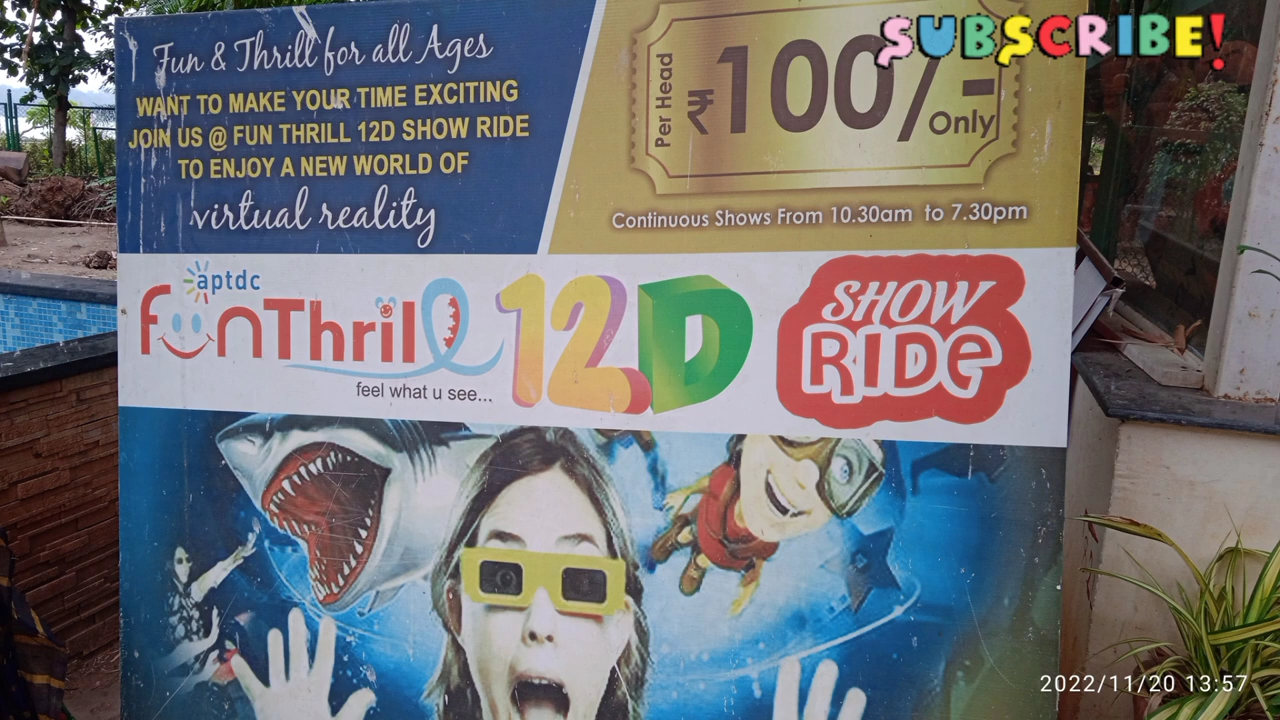 Fun & Thrill for all Ages
WANT TO MAKE YOUR TIME EXCITING
JOIN US @ FUN THRILL 12D SHOW RIDE
TO ENJOY A NEW WORLD OF
virtual reality
Per Head
₹100/-
Only
Continuous Shows From 10.30am to 7.30pm
SUBSCRIBE!
aptdc
funThrill 12D SHOW RIDe
feel what u see...
2022/11/20 13:57